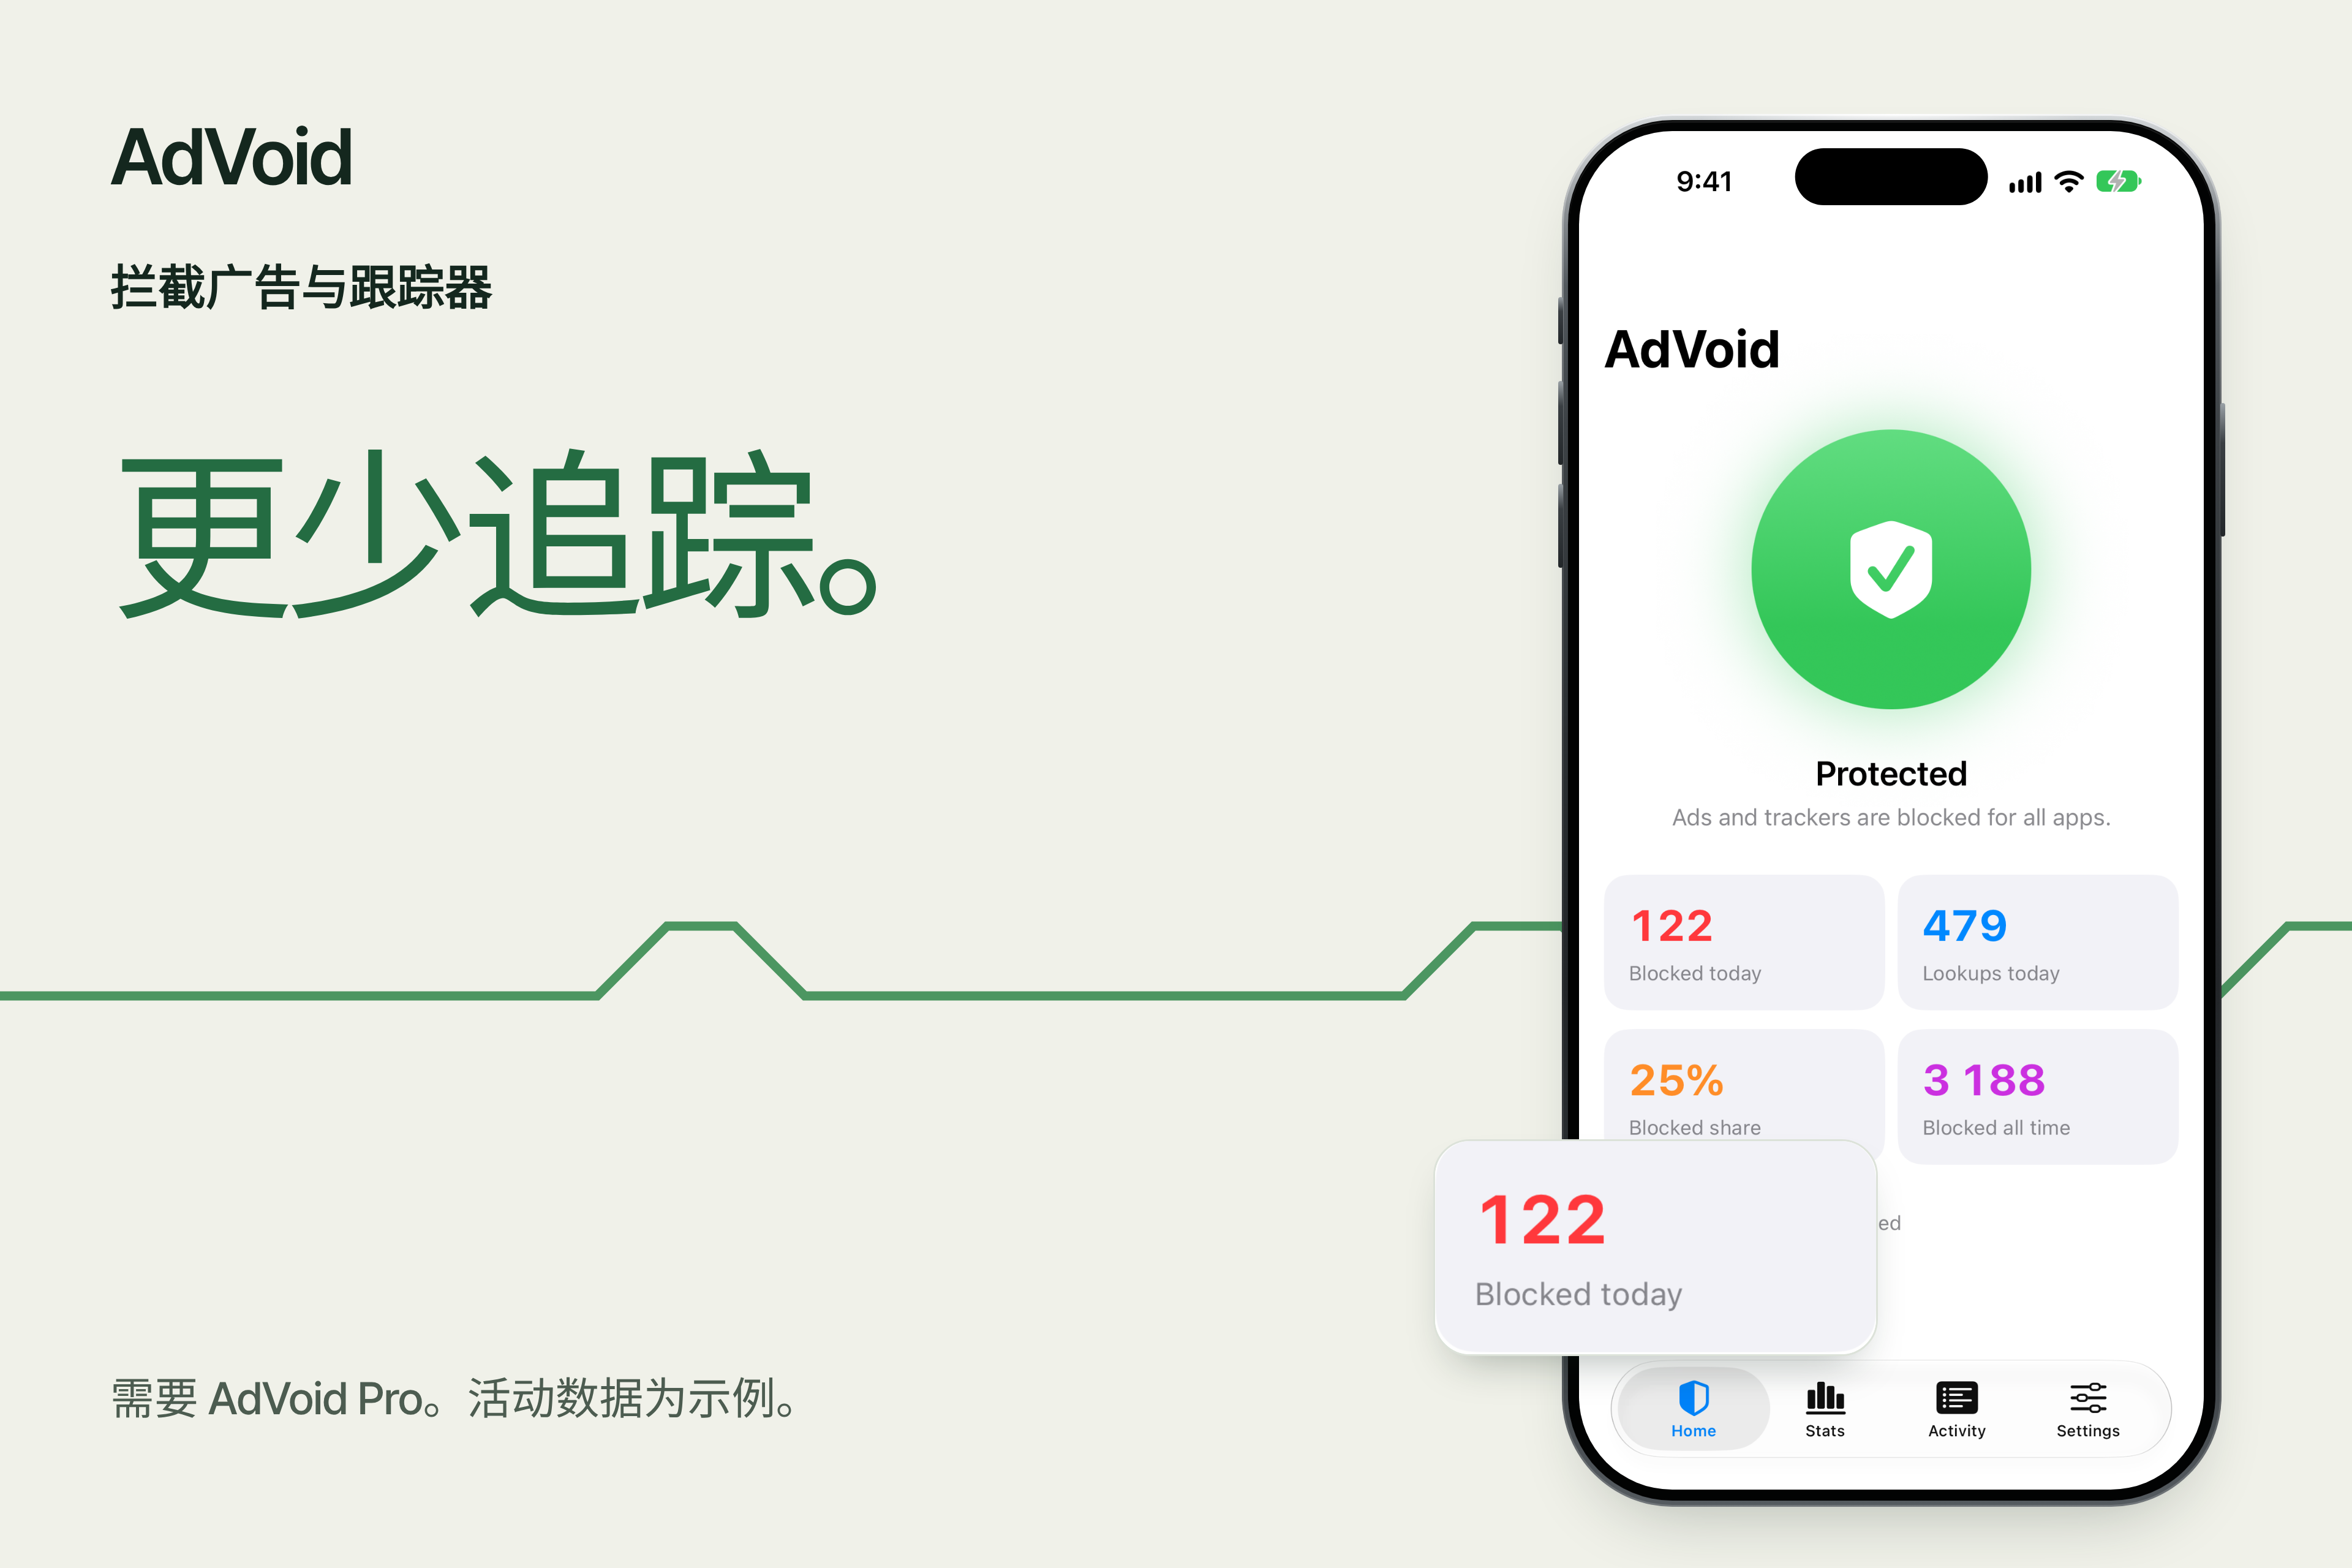 AdVoid
拦截广告与跟踪器
更少追踪。
需要 AdVoid Pro。活动数据为示例。
9:41
AdVoid
Protected
Ads and trackers are blocked for all apps.
122
Blocked today
479
Lookups today
25%
Blocked share
3 188
Blocked all time
122
Blocked today
ed
Home
Stats
Activity
Settings